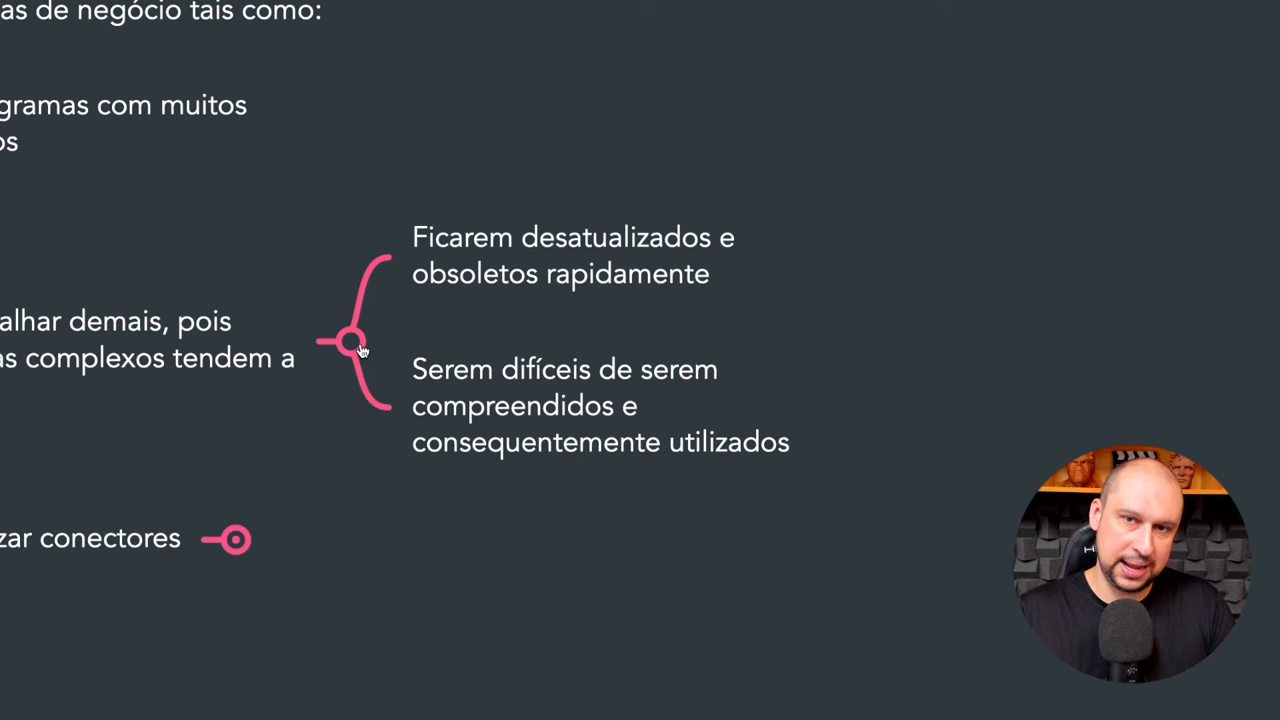 as de negócio tais como:
gramas com muitos
os
Ficarem desatualizados e
obsoletos rapidamente
alhar demais, pois
as complexos tendem a
Serem difíceis de serem
compreendidos e
consequentemente utilizados
zar conectores